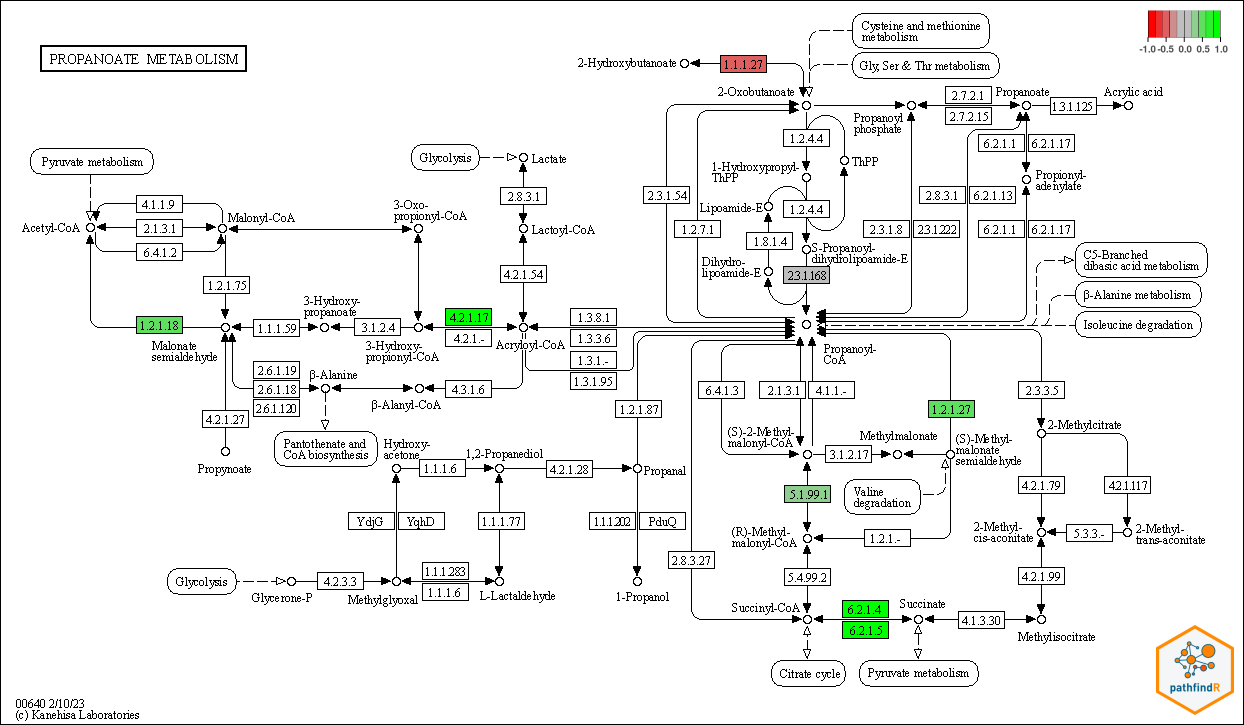 PROPANOATE METABOLISM
Cysteine and methionine
metabolism
Gly, Ser & Thr metabolism
-1.0 -0.5 0.0 0.5 1.0
2-Hydroxybutanoate
1.1.1.27
2-Oxobutanoate
2.7.2.1
2.7.2.15
Propanoate
1.3.1.125
Acrylic acid
Propanoyl
phosphate
1.2.4.4
ThPP
6.2.1.1
6.2.1.17
Pyruvate metabolism
Glycolysis
Lactate
1-Hydroxypropyl-
ThPP
Propionyl-
adenylate
2.8.3.1
2.3.1.54
2.8.3.1
6.2.1.13
4.1.1.9
Malonyl-CoA
3-Oxo-
propionyl-CoA
Lipoamide-E
1.2.4.4
Acetyl-CoA
2.1.3.1
Lactoyl-CoA
1.2.7.1
1.8.1.4
2.3.1.8
2.3.1.222
6.2.1.1
6.2.1.17
6.4.1.2
S-Propanoyl-
dihydrolipoamide-E
C5-Branched
dibasic acid metabolism
Dihydro-
lipoamide-E
2.3.1.168
4.2.1.54
1.2.1.75
β-Alanine metabolism
3-Hydroxy-
propanoate
4.2.1.17
1.3.8.1
Isoleucine degradation
1.2.1.18
1.1.1.59
3.1.2.4
4.2.1.-
1.3.3.6
Malonate
semialdehyde
3-Hydroxy-
propionyl-CoA
Acryloyl-CoA
1.3.1.-
1.3.1.95
Propanoyl-
CoA
2.6.1.19
2.6.1.18
2.6.1.120
β-Alanine
β-Alanyl-CoA
4.3.1.6
6.4.1.3
2.1.3.1
4.1.1.-
2.3.3.5
1.2.1.87
1.2.1.27
4.2.1.27
Pantothenate and
CoA biosynthesis
2-Methylcitrate
(S)-2-Methyl-
malonyl-CoA
Methylmalonate
(S)-Methyl-
malonate
semialdehyde
Propynoate
Hydroxy-
acetone
1.1.1.6
1,2-Propanediol
4.2.1.28
Propanal
3.1.2.17
5.1.99.1
Valine
degradation
4.2.1.79
4.2.1.117
YdjG
YqhD
1.1.1.77
1.1.1.202
PduQ
(R)-Methyl-
malonyl-CoA
1.2.1.-
2-Methyl-
cis-aconitate
5.3.3.-
2-Methyl-
trans-aconitate
2.8.3.27
Glycolysis
Glycerone-P
4.2.3.3
Methylglyoxal
1.1.1.283
1.1.1.6
L-Lactaldehyde
1-Propanol
5.4.99.2
4.2.1.99
Succinyl-CoA
6.2.1.4
6.2.1.5
Succinate
4.1.3.30
Methylisocitrate
Citrate cycle
Pyruvate metabolism
pathfindR
00640 2/10/23
(c) Kanehisa Laboratories